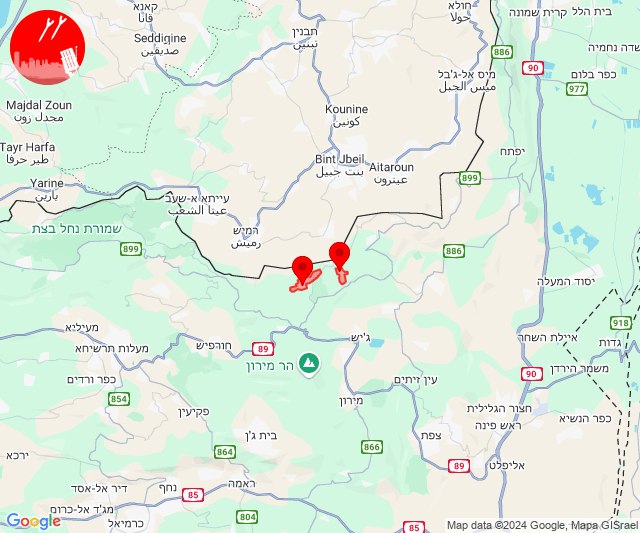 חולא
حولا
בית הלל
קרית שמונה
קאנא
قانا
Seddiqine
صديقين
תבנין
تبنين
886
שדה נחמיה
90
כפר בלום
977
מיס אל-ג'בל
ميس الجبل
Majdal Zoun
مجدل زون
Kounine
كونين
Tayr Harfa
طير حرفا
Bint Jbeil
بنت جبيل
Aitaroun
عيترون
יפתח
899
Yarine
يارين
עייתא א-שעב
عيتا الشعب
רמיש
رميش
שמורת נחל בצת
899
886
יסוד המעלה
918
מעיליא
מעלות תרשיחא
חורפיש
89
ג'יש
איילת השחר
גדות
הר מירון
כפר ורדים
90
משמר הירדן
854
עין זיתים
מירון
פקיעין
חצור הגלילית
ראש פינה
כפר הנשיא
בית ג'ן
צפת
864
866
ירכא
89
אליפלט
דיר אל-אסד
נחף
ראמה
85
מג'ד אל-כרום
כרמיאל
804
85
Google
Map data ©2024 Google, Mapa GISrael